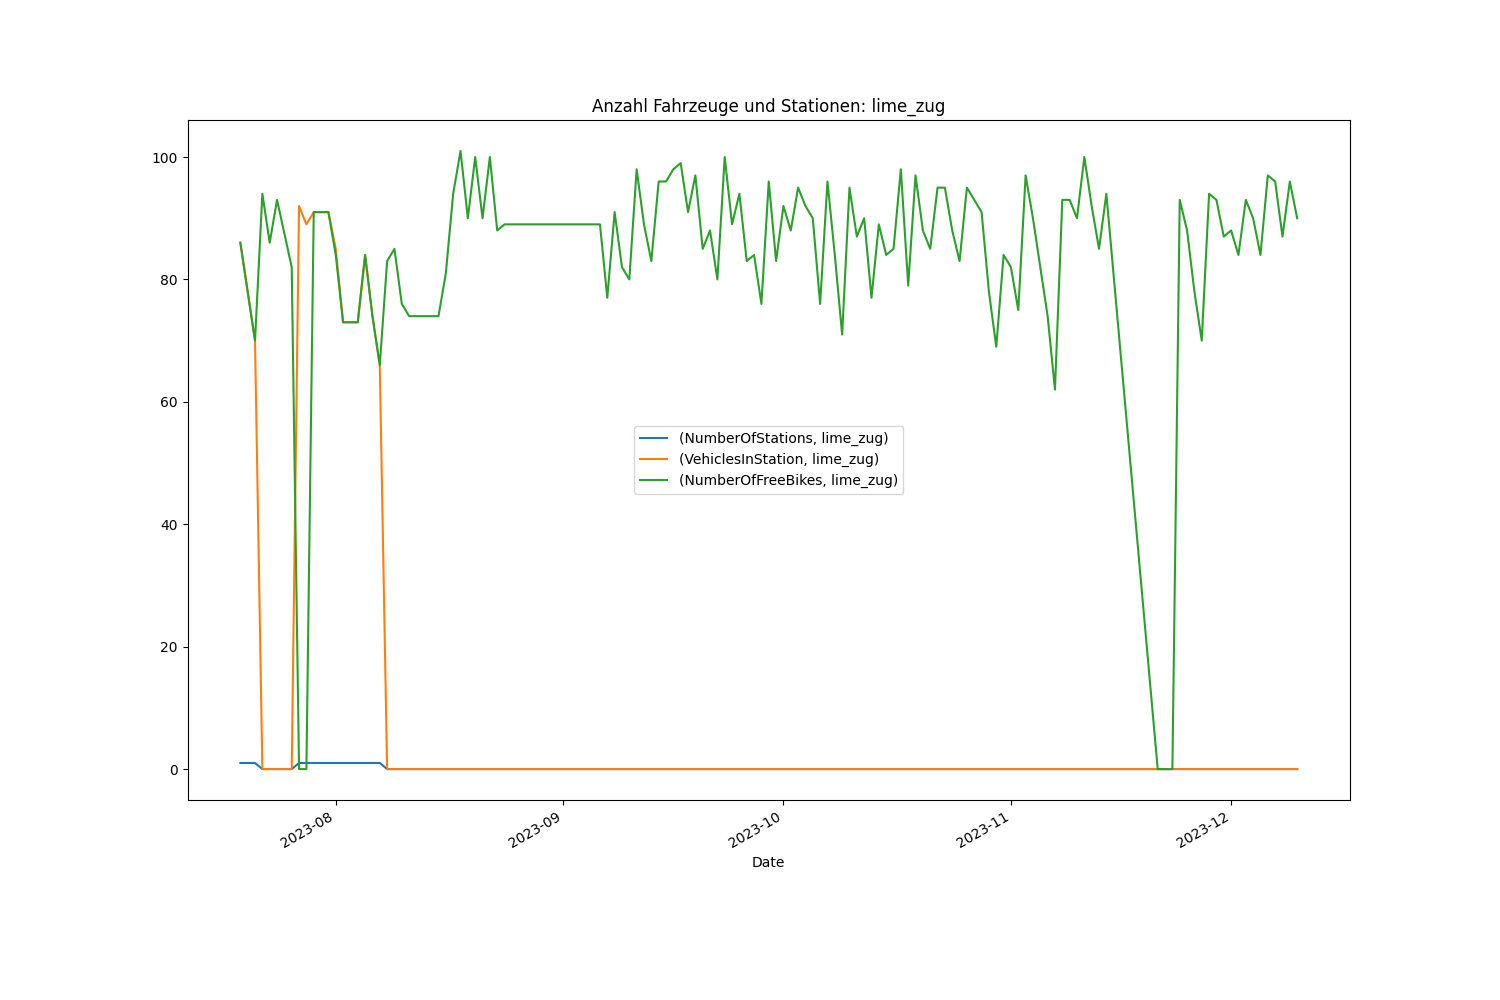 Anzahl Fahrzeuge und Stationen: lime_zug
100
80
60
40
20
0
(NumberOfStations, lime_zug)
(VehiclesInStation, lime_zug)
(NumberOfFreeBikes, lime_zug)
2023-08
2023-09
2023-10
2023-11
2023-12
Date